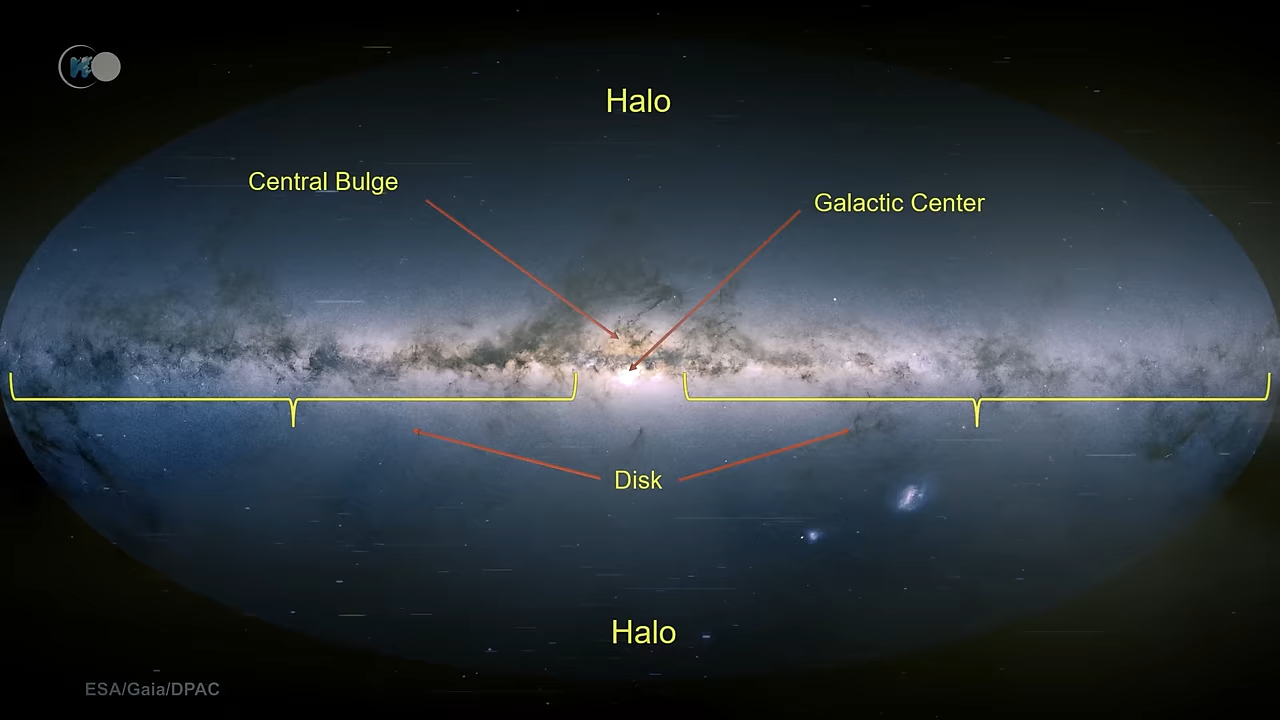 Halo
Central Bulge
Galactic Center
Disk
Halo
ESA/Gaia/DPAC